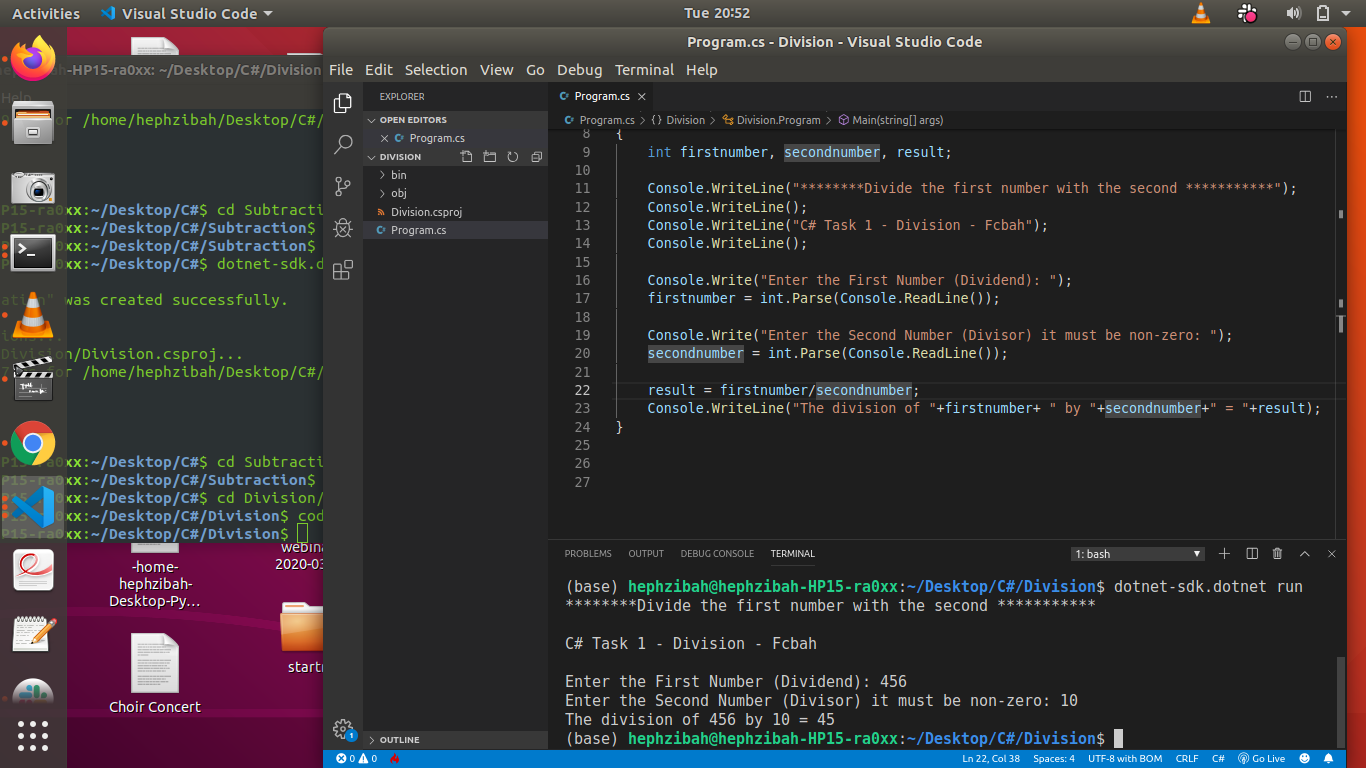 Activities
Visual Studio Code
Tue 20:52
-HP15-ra0xx: ~/Desktop/C#/Division
Help
or /home/hephzibah/Desktop/C#/
P15-ra0xx:~/Desktop/C#$ cd Subtracti
P15-ra0xx:~/Desktop/C#/Subtraction$
P15-ra0xx:~/Desktop/C#/Subtraction$
P15-ra0xx:~/Desktop/C#$ dotnet-sdk.d
ation" was created successfully.
Division/Division.csproj...
for /home/hephzibah/Desktop/C#/
P15-ra0xx:~/Desktop/C#$ cd Subtracti
P15-ra0xx:~/Desktop/C#/Subtraction$
P15-ra0xx:~/Desktop/C#$ cd Division/
P15-ra0xx:~/Desktop/C#/Division$ cod
P15-ra0xx:~/Desktop/C#/Division$
-home-
hephzibah-
Desktop-Py...
webina
2020-03
startr
Choir Concert
Program.cs - Division - Visual Studio Code
File Edit Selection View Go Debug Terminal Help
EXPLORER
OPEN EDITORS
Program.cs
DIVISION
bin
obj
Division.csproj
Program.cs
OUTLINE
1
Program.cs
Program.cs > {} Division > Division.Program > Main(string[] args)
8 {
9 int firstnumber, secondnumber, result;
10
11 Console.WriteLine("********Divide the first number with the second ***********");
12 Console.WriteLine();
13 Console.WriteLine("C# Task 1 - Division - Fcbah");
14 Console.WriteLine();
15
16 Console.Write("Enter the First Number (Dividend): ");
17 firstnumber = int.Parse(Console.ReadLine());
18
19 Console.Write("Enter the Second Number (Divisor) it must be non-zero: ");
20 secondnumber = int.Parse(Console.ReadLine());
21
22 result = firstnumber/secondnumber;
23 Console.WriteLine("The division of "+firstnumber+ " by "+secondnumber+" = "+result);
24 }
25
26
27
PROBLEMS OUTPUT DEBUG CONSOLE TERMINAL
1: bash
(base) hephzibah@hephzibah-HP15-ra0xx:~/Desktop/C#/Division$ dotnet-sdk.dotnet run
********Divide the first number with the second ***********
C# Task 1 - Division - Fcbah
Enter the First Number (Dividend): 456
Enter the Second Number (Divisor) it must be non-zero: 10
The division of 456 by 10 = 45
(base) hephzibah@hephzibah-HP15-ra0xx:~/Desktop/C#/Division$
0 0
Ln 22, Col 38 Spaces: 4 UTF-8 with BOM CRLF C# Go Live